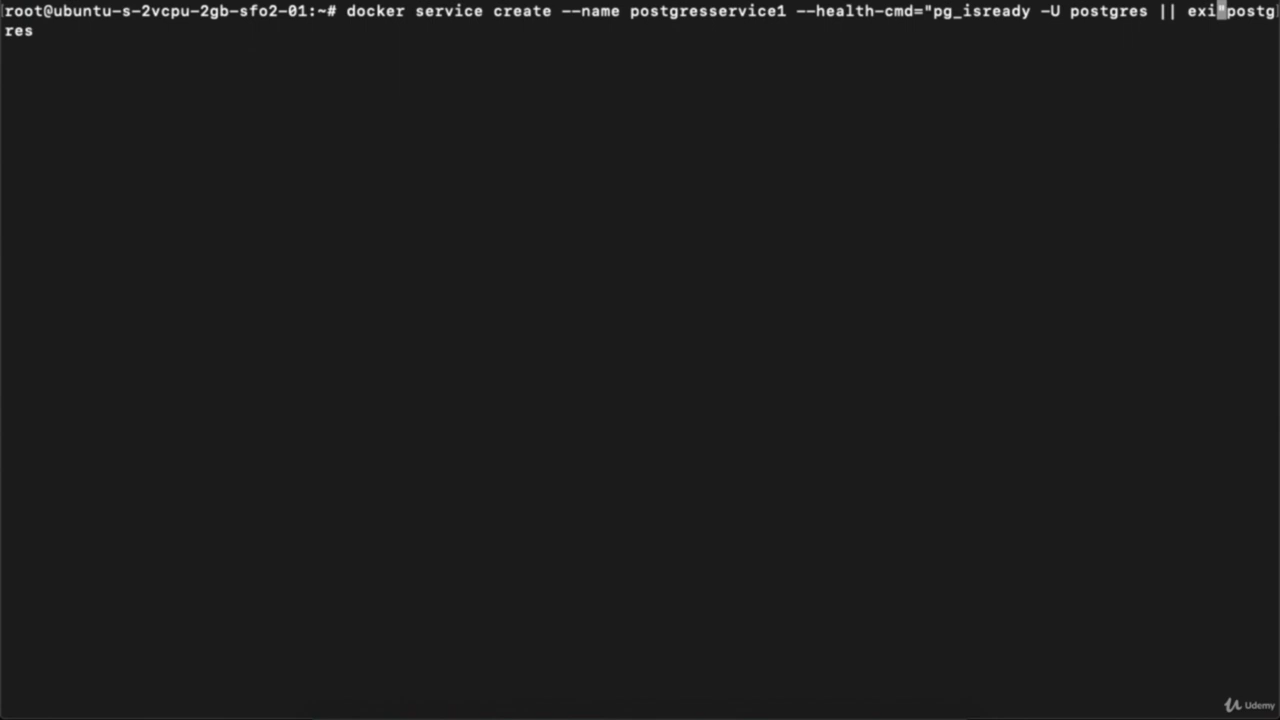 root@ubuntu-s-2vcpu-2gb-sfo2-01:~# docker service create --name postgresservice1 --health-cmd="pg_isready -U postgres || exi"postg
res
Udemy